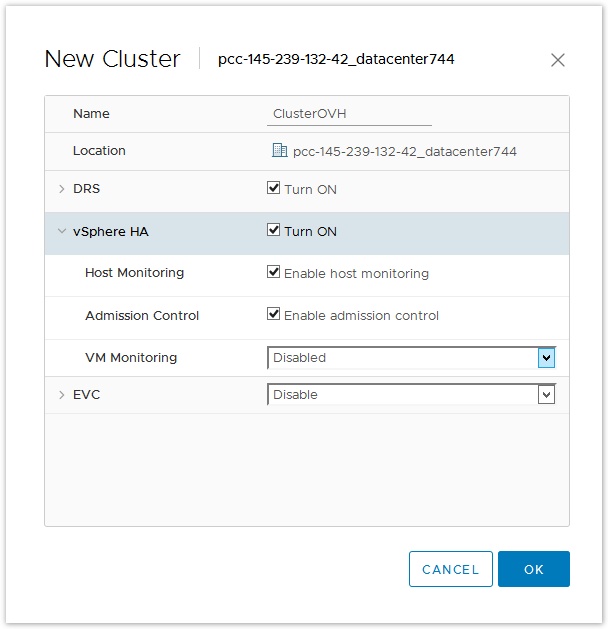 New Cluster pcc-145-239-132-42_datacenter744
Name ClusterOVH
Location pcc-145-239-132-42_datacenter744
DRS Turn ON
vSphere HA Turn ON
Host Monitoring Enable host monitoring
Admission Control Enable admission control
VM Monitoring Disabled
EVC Disable
CANCEL OK